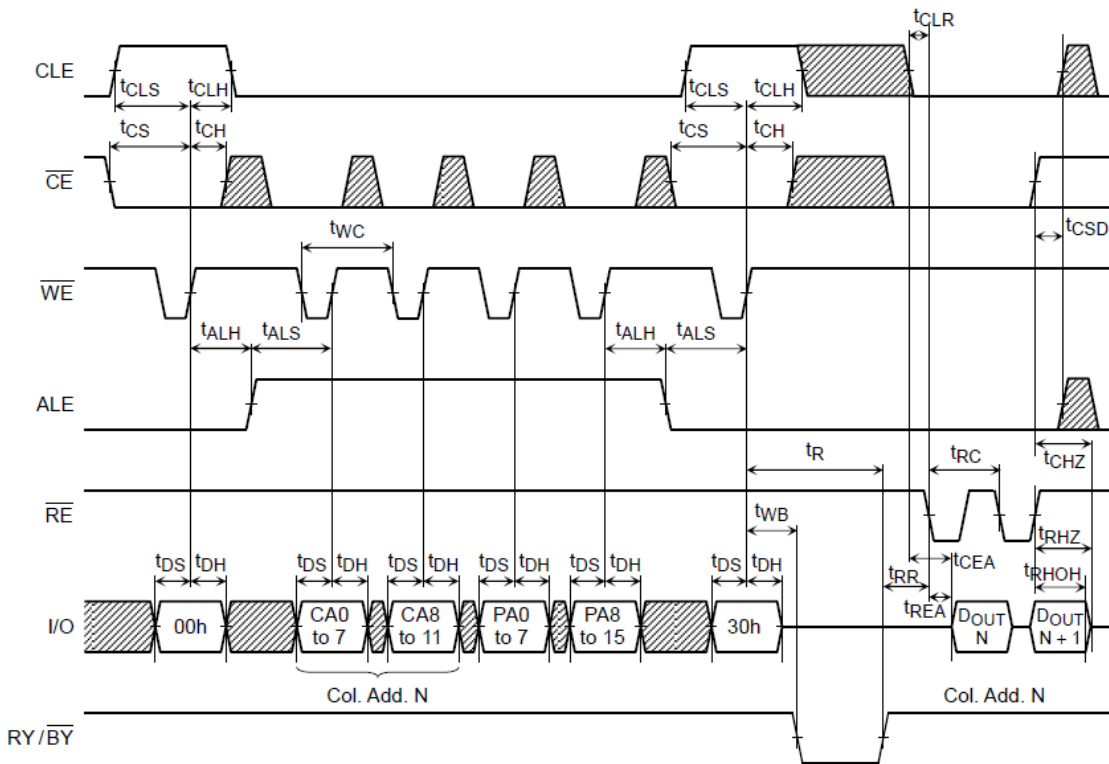 tCLR
CLE
tCLS tCLH tCLS tCLH
tCS tCH tCS tCH
CE
tCSD
tWC
WE
tALH tALS tALH tALS
ALE
tR tRC tCHZ
RE
tWB
tRHZ
tDS tDH tDS tDH tDS tDH tDS tDH tDS tDH tDS tDH tCEA
tRR tRHOH
tREA
I/O 00h CA0 to 7 CA8 to 11 PA0 to 7 PA8 to 15 30h DOUT N DOUT N + 1
Col. Add. N Col. Add. N
RY / BY